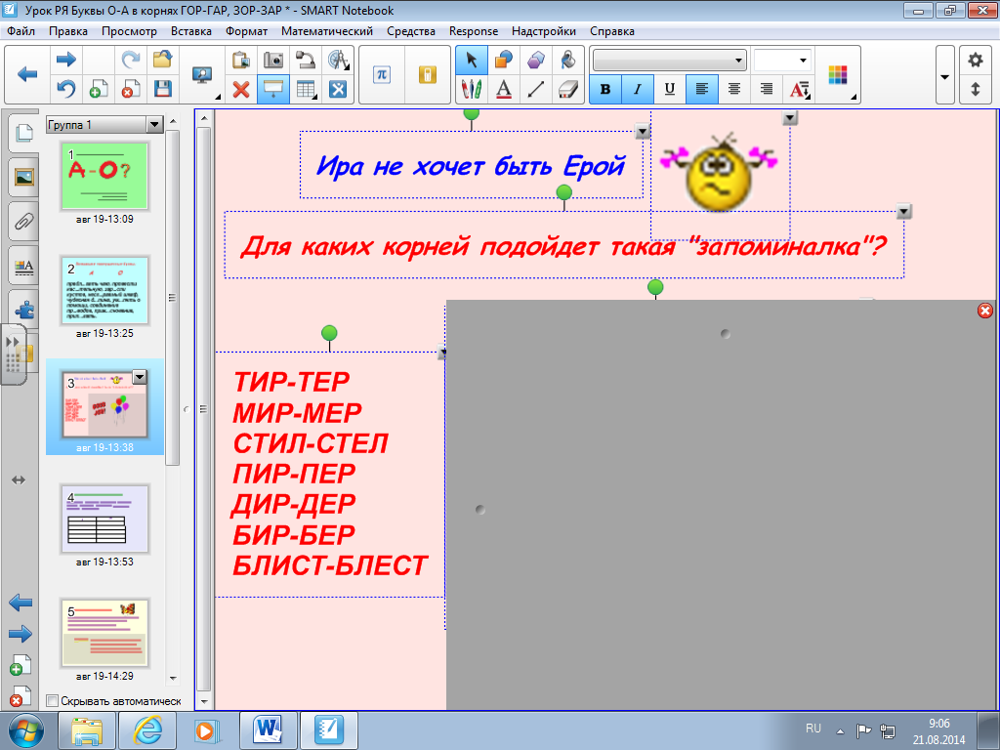 Урок РЯ Буквы О-А в корнях ГОР-ГАР, ЗОР-ЗАР * - SMART Notebook
Файл Правка Просмотр Вставка Формат Математический Средства Response Надстройки Справка
π
B I U
Группа 1
1
А-О?
авг 19-13:09
2
авг 19-13:25
3
авг 19-13:38
4
авг 19-13:53
5
авг 19-14:29
Скрывать автоматическ
Ира не хочет быть Ерой
Для каких корней подойдет такая "запоминалка"?
ТИР-ТЕР
МИР-МЕР
СТИЛ-СТЕЛ
ПИР-ПЕР
ДИР-ДЕР
БИР-БЕР
БЛИСТ-БЛЕСТ
RU
9:06
21.08.2014